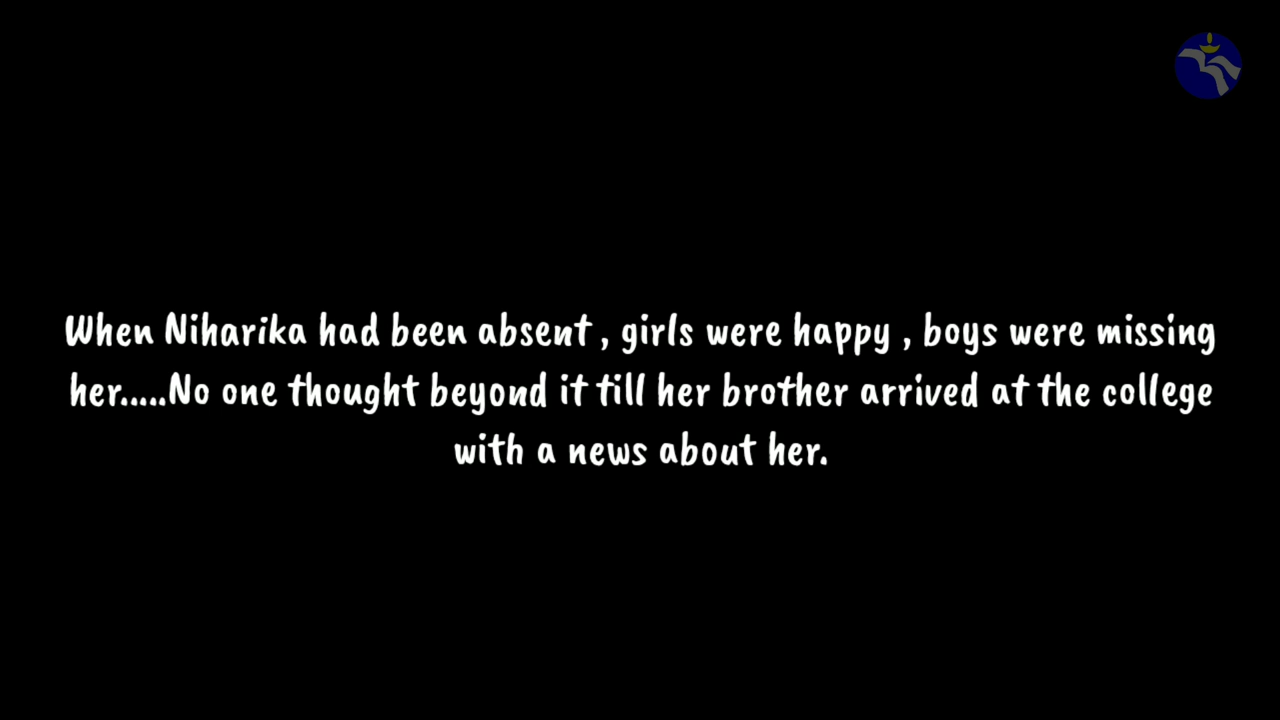 When Niharika had been absent , girls were happy , boys were missing
her.....No one thought beyond it till her brother arrived at the college
with a news about her.